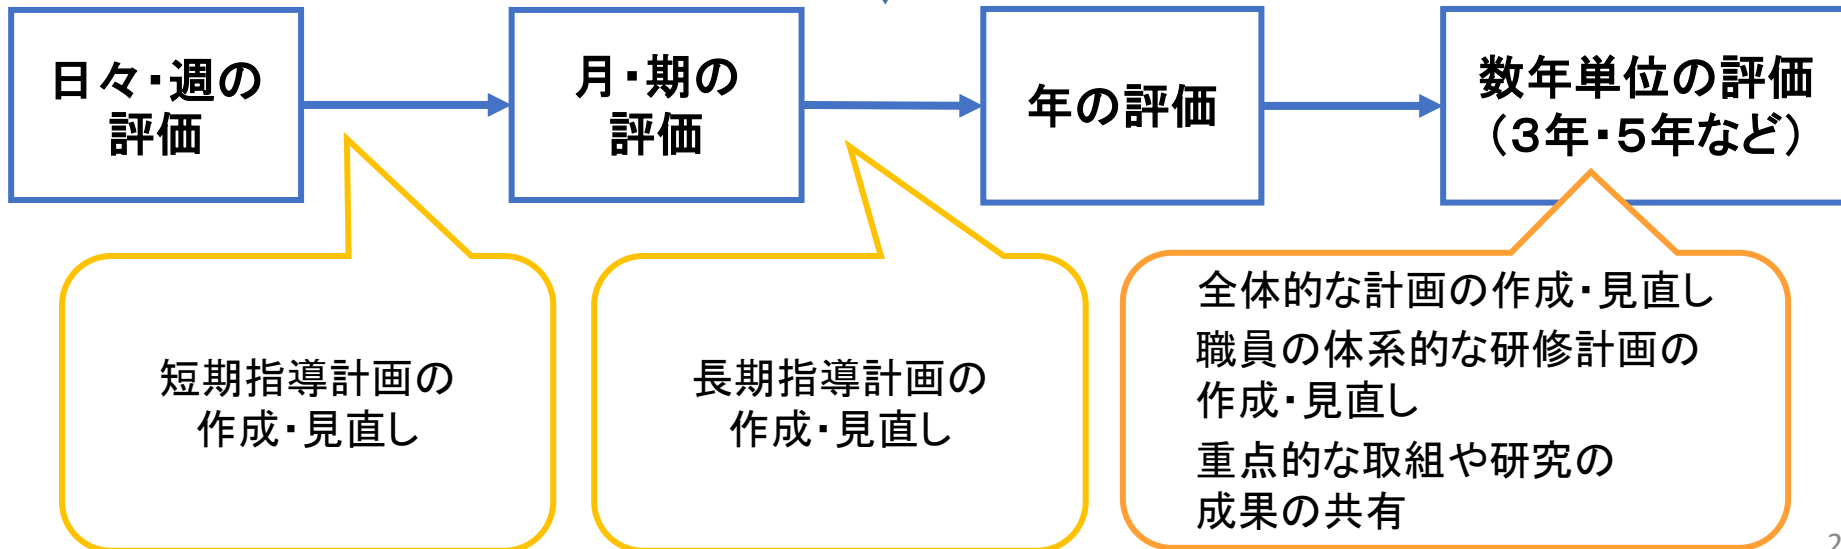 日々・週の
評価
月・期の
評価
年の評価
数年単位の評価
（３年・５年など）
短期指導計画の
作成・見直し
長期指導計画の
作成・見直し
全体的な計画の作成・見直し
職員の体系的な研修計画の
作成・見直し
重点的な取組や研究の
成果の共有